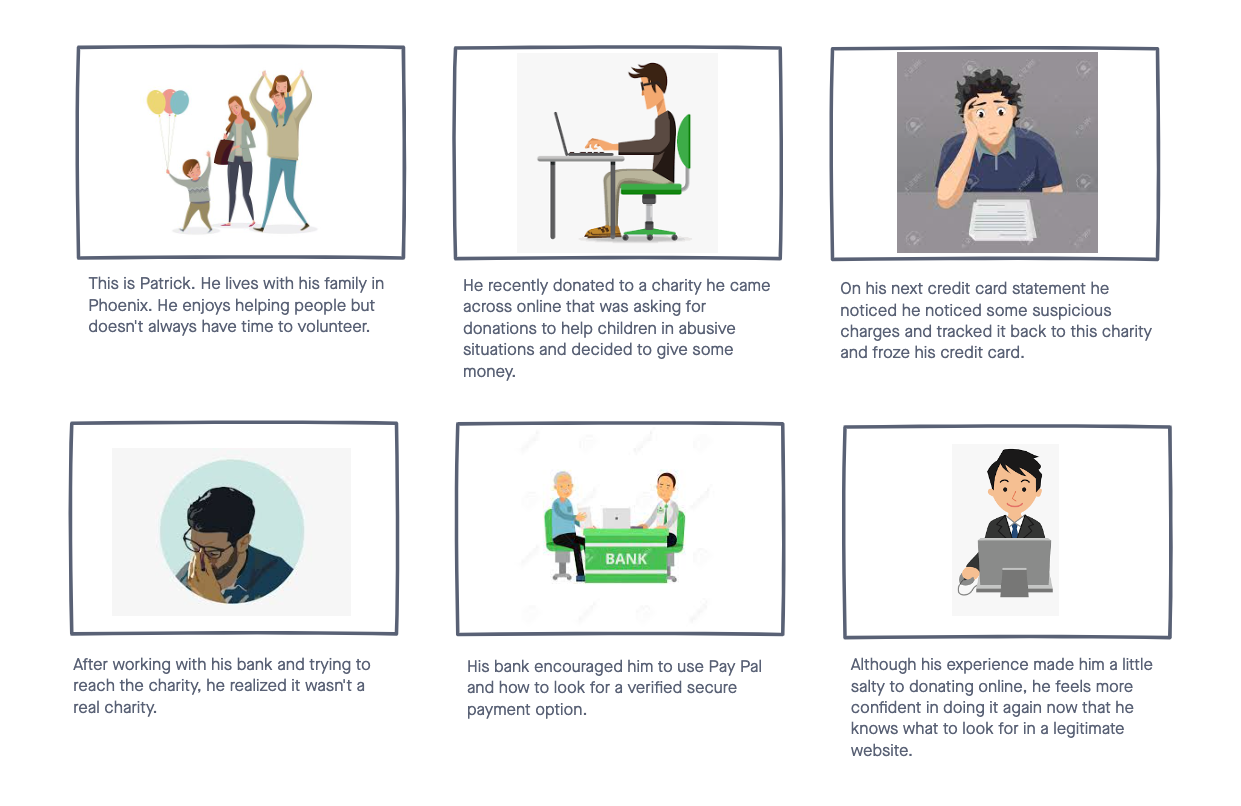 This is Patrick. He lives with his family in
Phoenix. He enjoys helping people but
doesn't always have time to volunteer.
He recently donated to a charity he came
across online that was asking for
donations to help children in abusive
situations and decided to give some
money.
On his next credit card statement he
noticed he noticed some suspicious
charges and tracked it back to this charity
and froze his credit card.
BANK
After working with his bank and trying to
reach the charity, he realized it wasn't a
real charity.
His bank encouraged him to use Pay Pal
and how to look for a verified secure
payment option.
Although his experience made him a little
salty to donating online, he feels more
confident in doing it again now that he
knows what to look for in a legitimate
website.